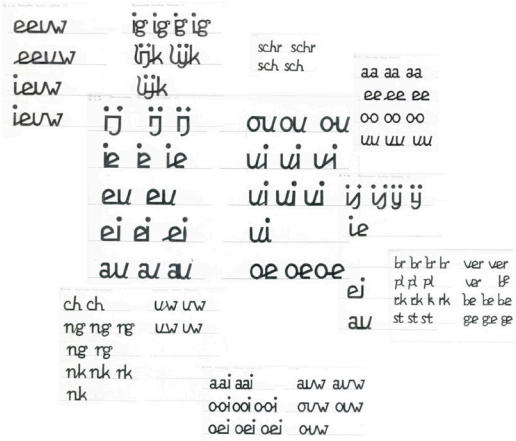 eeuw
eeuw
ieuw
ieuw
ig ig ig ig
lijk lijk
lijk
schr schr
sch sch
aa aa aa
ee ee ee
oo oo oo
uu uu uu
ij ij ij
ie ie ie
eu eu
ei ei ei
au au au
ou ou ou
ui ui ui
ui ui ui
ui
oe oe oe
ij ij ij ij
ie
ei
au
br br br br
pl pl pl
rk rk k rk
st st st
ver ver
ver
be be be
ge ge ge
ch ch
ng ng ng
ng ng
nk nk rk
nk
uw uw
uw uw
aai aai
ooi ooi ooi
oei oei oei
auw auw
ouw ouw
ouw